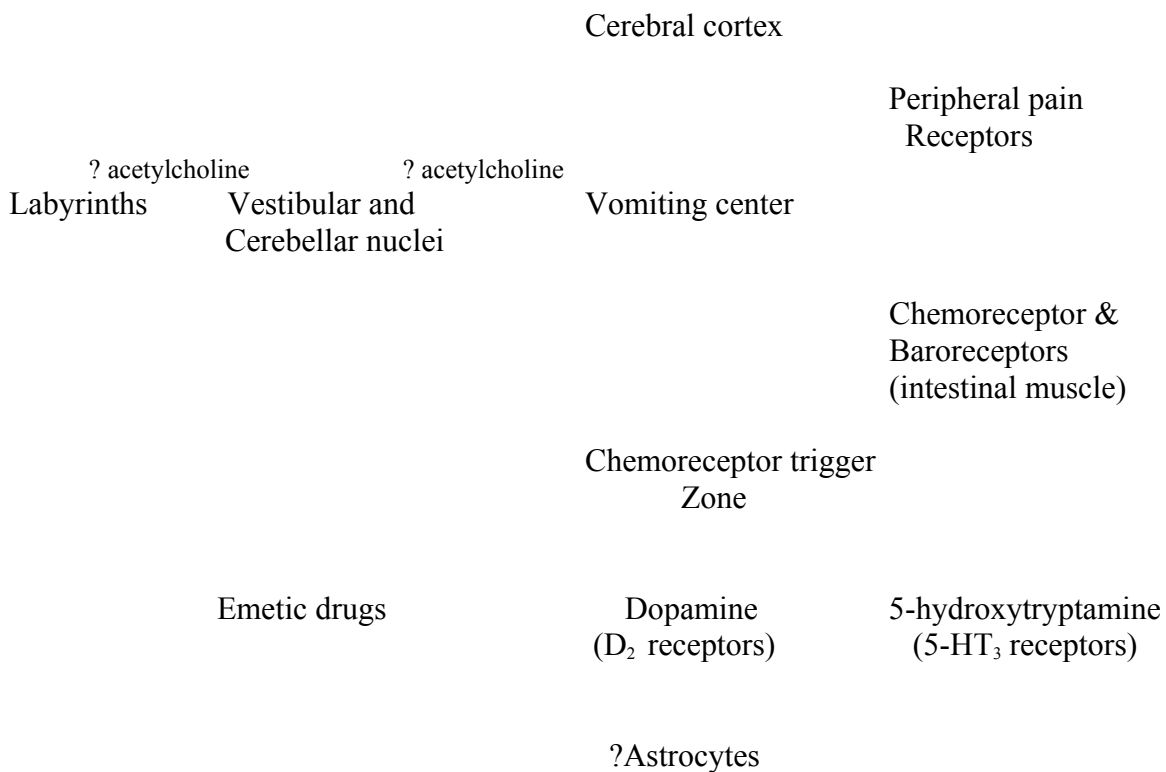 Cerebral cortex
Peripheral pain
Receptors
? acetylcholine ? acetylcholine
Labyrinths Vestibular and Vomiting center
Cerebellar nuclei
Chemoreceptor &
Baroreceptors
(intestinal muscle)
Chemoreceptor trigger
Zone
Emetic drugs Dopamine 5-hydroxytryptamine
(D₂ receptors) (5-HT₃ receptors)
?Astrocytes